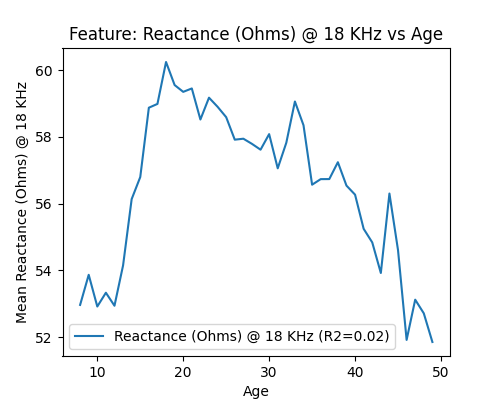 Feature: Reactance (Ohms) @ 18 KHz vs Age
Mean Reactance (Ohms) @ 18 KHz
60
58
56
54
52
Reactance (Ohms) @ 18 KHz (R2=0.02)
10 20 30 40 50
Age